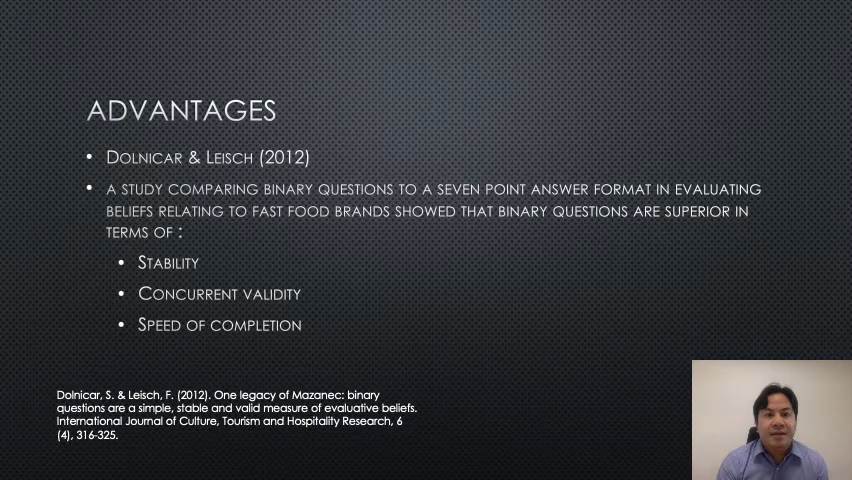 ADVANTAGES
• DOLNICAR & LEISCH (2012)
• A STUDY COMPARING BINARY QUESTIONS TO A SEVEN POINT ANSWER FORMAT IN EVALUATING
BELIEFS RELATING TO FAST FOOD BRANDS SHOWED THAT BINARY QUESTIONS ARE SUPERIOR IN
TERMS OF :
• STABILITY
• CONCURRENT VALIDITY
• SPEED OF COMPLETION
Dolnicar, S. & Leisch, F. (2012). One legacy of Mazanec: binary
questions are a simple, stable and valid measure of evaluative beliefs.
International Journal of Culture, Tourism and Hospitality Research, 6
(4), 316-325.